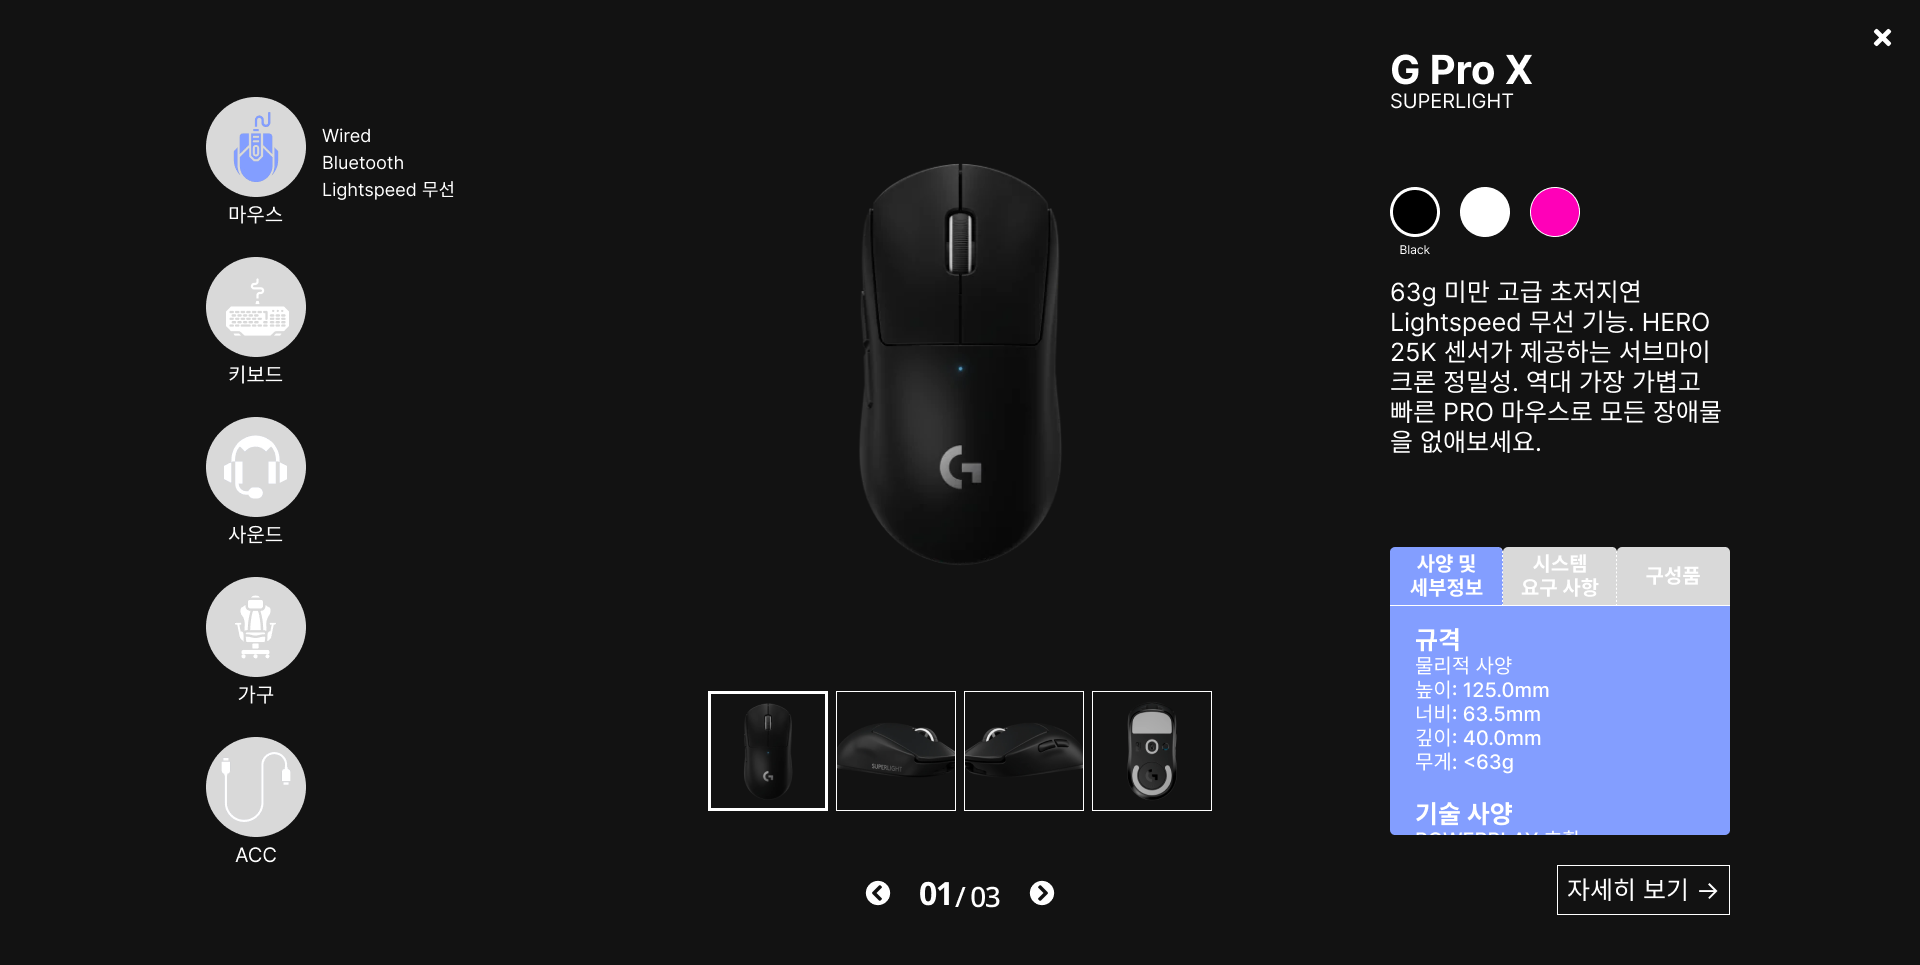 G Pro X
SUPERLIGHT
Wired
Bluetooth
Lightspeed 무선
마우스
키보드
사운드
가구
ACC
Black
63g 미만 고급 초저지연
Lightspeed 무선 기능. HERO
25K 센서가 제공하는 서브마이
크론 정밀성. 역대 가장 가볍고
빠른 PRO 마우스로 모든 장애물
을 없애보세요.
사양 및
세부정보
시스템
요구 사항
구성품
규격
물리적 사양
높이: 125.0mm
너비: 63.5mm
깊이: 40.0mm
무게: <63g
기술 사양
SUPERLIGHT
01/03
자세히 보기 →